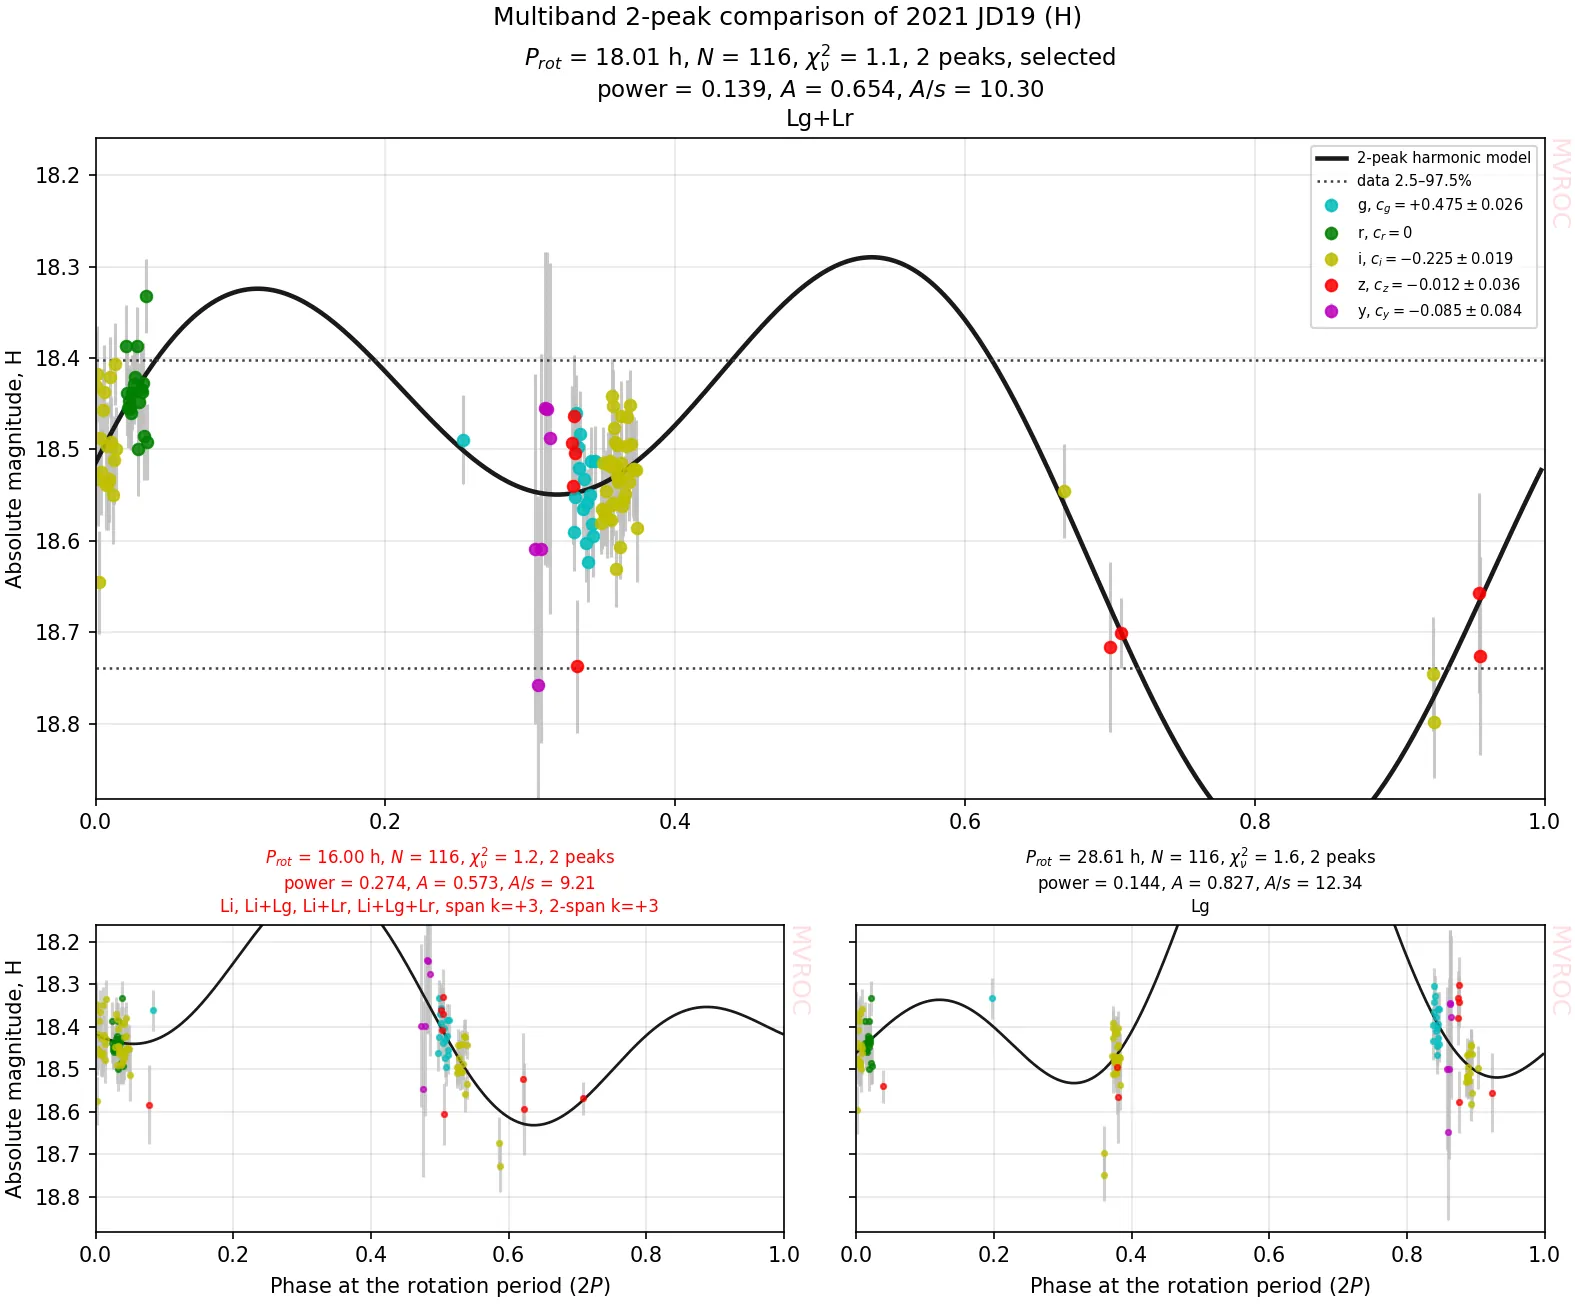 Multiband 2-peak comparison of 2021 JD19 (H)
P_rot = 18.01 h, N = 116, χ²_ν = 1.1, 2 peaks, selected
power = 0.139, A = 0.654, A/s = 10.30
Lg+Lr
MVROC
2-peak harmonic model
data 2.5–97.5%
g, c_g = +0.475 ± 0.026
r, c_r = 0
i, c_i = −0.225 ± 0.019
z, c_z = −0.012 ± 0.036
y, c_y = −0.085 ± 0.084
Absolute magnitude, H
18.2
18.3
18.4
18.5
18.6
18.7
18.8
0.0 0.2 0.4 0.6 0.8 1.0
P_rot = 16.00 h, N = 116, χ²_ν = 1.2, 2 peaks
power = 0.274, A = 0.573, A/s = 9.21
Li, Li+Lg, Li+Lr, Li+Lg+Lr, span k=+3, 2-span k=+3
MVROC
Absolute magnitude, H
18.2
18.3
18.4
18.5
18.6
18.7
18.8
0.0 0.2 0.4 0.6 0.8 1.0
Phase at the rotation period (2P)
P_rot = 28.61 h, N = 116, χ²_ν = 1.6, 2 peaks
power = 0.144, A = 0.827, A/s = 12.34
Lg
MVROC
0.0 0.2 0.4 0.6 0.8 1.0
Phase at the rotation period (2P)